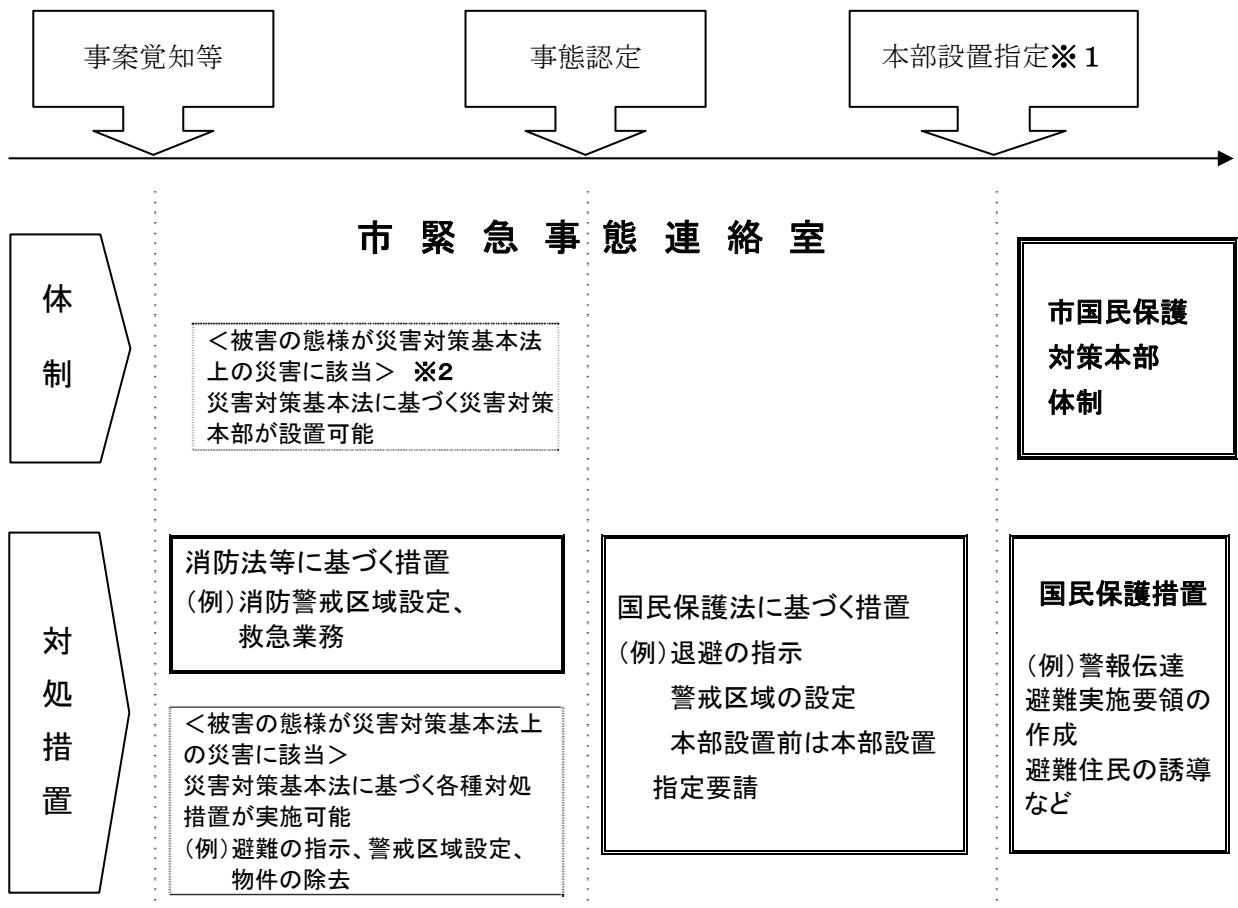 事案覚知等
事態認定
本部設置指定※１
市緊急事態連絡室
体制
＜被害の態様が災害対策基本法
上の災害に該当＞　※２
災害対策基本法に基づく災害対策
本部が設置可能
市国民保護
対策本部
体制
対処措置
消防法等に基づく措置
（例）消防警戒区域設定、
救急業務
＜被害の態様が災害対策基本法上
の災害に該当＞
災害対策基本法に基づく各種対処
措置が実施可能
（例）避難の指示、警戒区域設定、
物件の除去
国民保護法に基づく措置
（例）退避の指示
警戒区域の設定
本部設置前は本部設置
指定要請
国民保護措置
（例）警報伝達
避難実施要領の
作成
避難住民の誘導
など